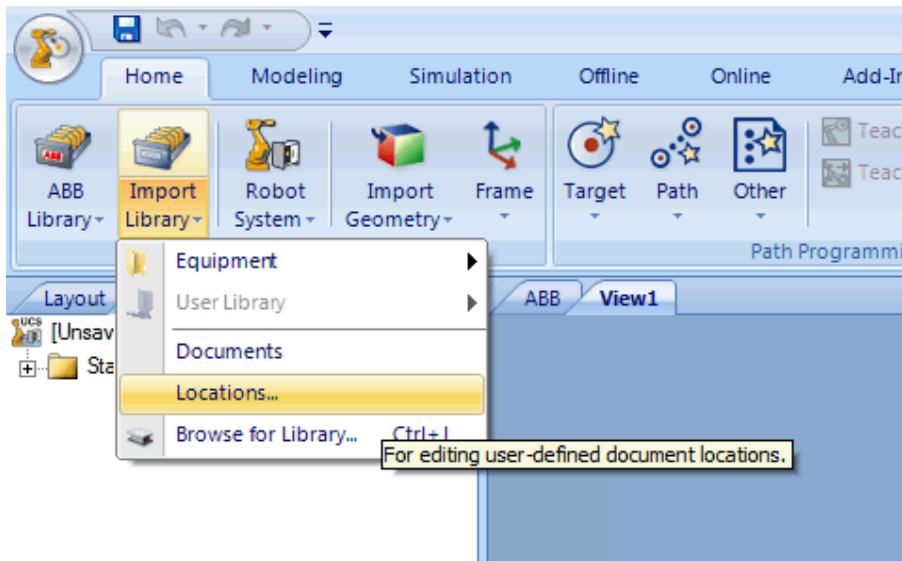 Home Modeling Simulation Offline Online Add-In
ABB Import Robot Import Frame Target Path Other Teac
Library Library System Geometry Teac
Path Programmi
Equipment
User Library
Documents
Locations...
Browse for Library...
For editing user-defined document locations.
Layout ABB View1
UCS [Unsav
Sta